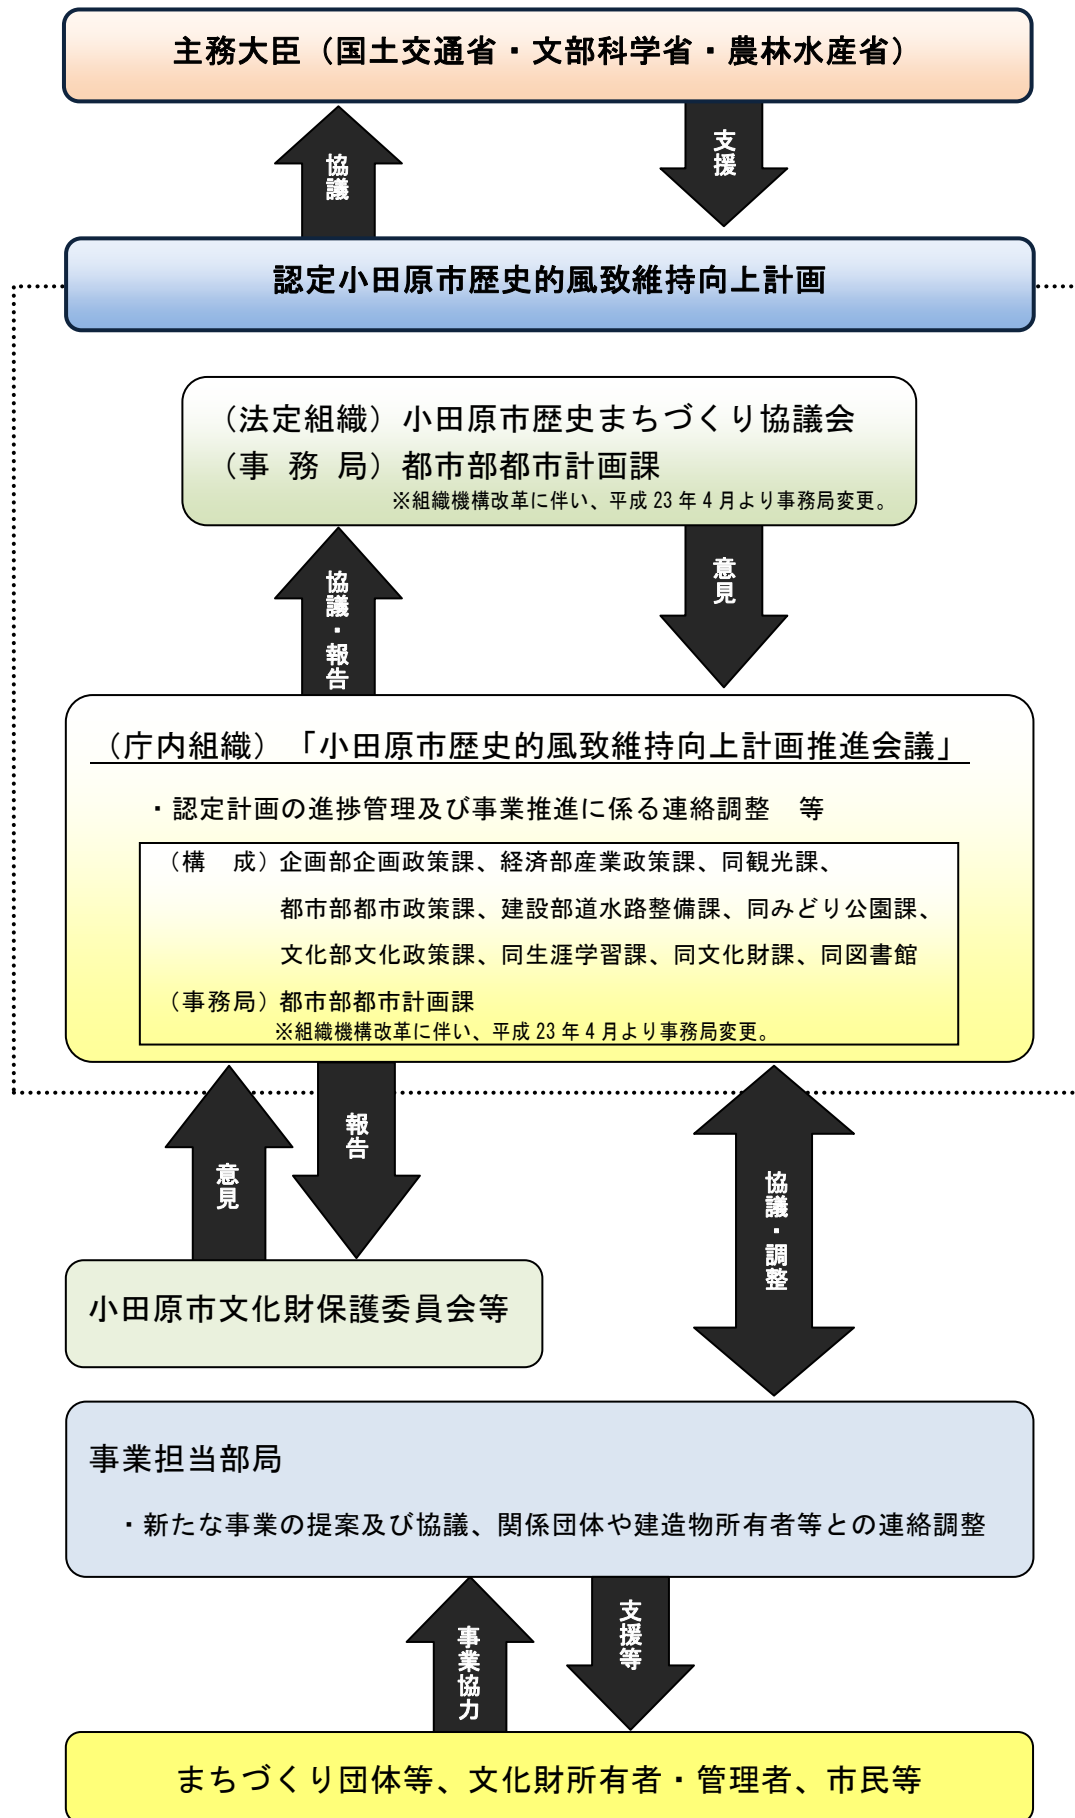 主務大臣（国土交通省・文部科学省・農林水産省）
協議
支援
認定小田原市歴史的風致維持向上計画
（法定組織）小田原市歴史まちづくり協議会
（事 務 局）都市部都市計画課
※組織機構改革に伴い、平成 23 年 4 月より事務局変更。
協議・報告
意見
（庁内組織）「小田原市歴史的風致維持向上計画推進会議」
・認定計画の進捗管理及び事業推進に係る連絡調整　等
（構　成）企画部企画政策課、経済部産業政策課、同観光課、
都市部都市政策課、建設部道水路整備課、同みどり公園課、
文化部文化政策課、同生涯学習課、同文化財課、同図書館
（事務局）都市部都市計画課
※組織機構改革に伴い、平成 23 年 4 月より事務局変更。
意見
報告
協議・調整
小田原市文化財保護委員会等
事業担当部局
・新たな事業の提案及び協議、関係団体や建造物所有者等との連絡調整
事業協力
支援等
まちづくり団体等、文化財所有者・管理者、市民等